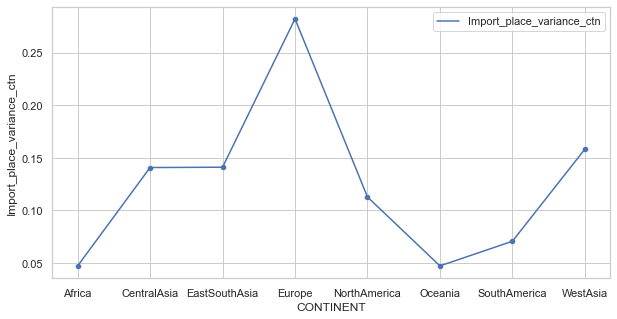 Import_place_variance_ctn
Import_place_variance_ctn
0.25
0.20
0.15
0.10
0.05
Africa CentralAsia EastSouthAsia Europe NorthAmerica Oceania SouthAmerica WestAsia
CONTINENT